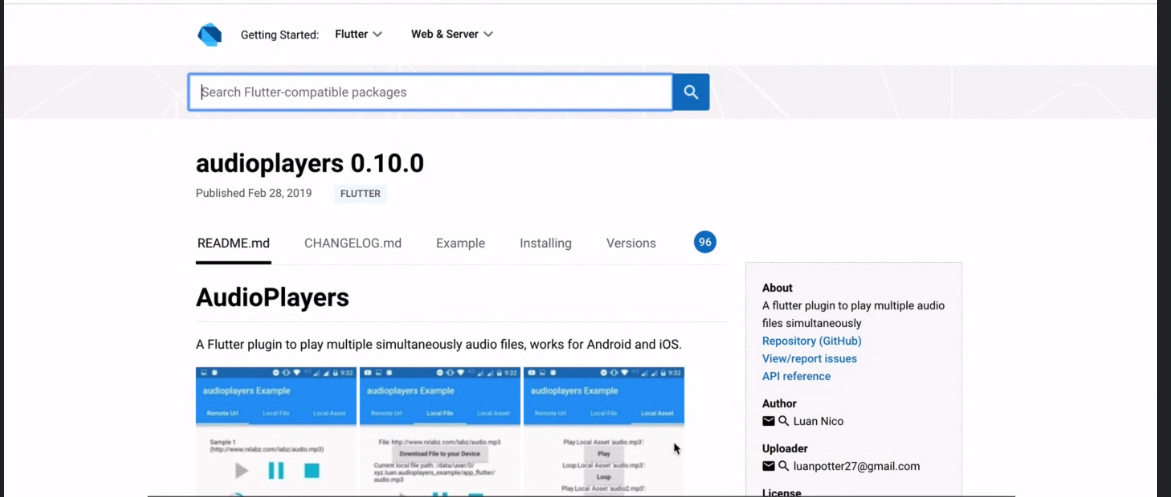 Getting Started: Flutter Web & Server
Search Flutter-compatible packages
audioplayers 0.10.0
Published Feb 28, 2019 FLUTTER
README.md CHANGELOG.md Example Installing Versions 96
AudioPlayers
A Flutter plugin to play multiple simultaneously audio files, works for Android and iOS.
9:32
audioplayers Example
Remote Url Local File Local Asset
Sample 1
(http://www.rxlabz.com/labz/audio.mp3)
9:32
audioplayers Example
Remote Url Local File Local Asset
File: http://www.rxlabz.com/labz/audio.mp3
Download File to your Device
Current local file path: /data/user/0/
xyz.luan.audioplayers_example/app_flutter/
audio.mp3
9:32
audioplayers Example
Remote Url Local File Local Asset
Play Local Asset 'audio.mp3':
Play
Loop Local Asset 'audio.mp3':
Loop
Play Local Asset 'audio2.mp3':
About
A flutter plugin to play multiple audio
files simultaneously
Repository (GitHub)
View/report issues
API reference
Author
Luan Nico
Uploader
luanpotter27@gmail.com
License